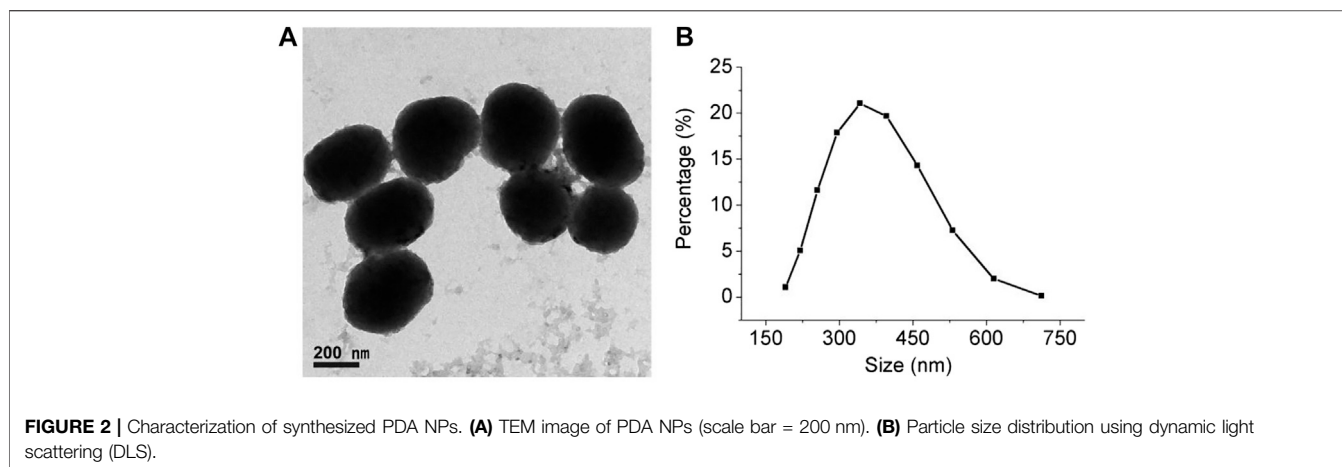 A
200 nm
B
25
20
15
10
5
0
Percentage (%)
150 300 450 600 750
Size (nm)
FIGURE 2 | Characterization of synthesized PDA NPs. (A) TEM image of PDA NPs (scale bar = 200 nm). (B) Particle size distribution using dynamic light
scattering (DLS).